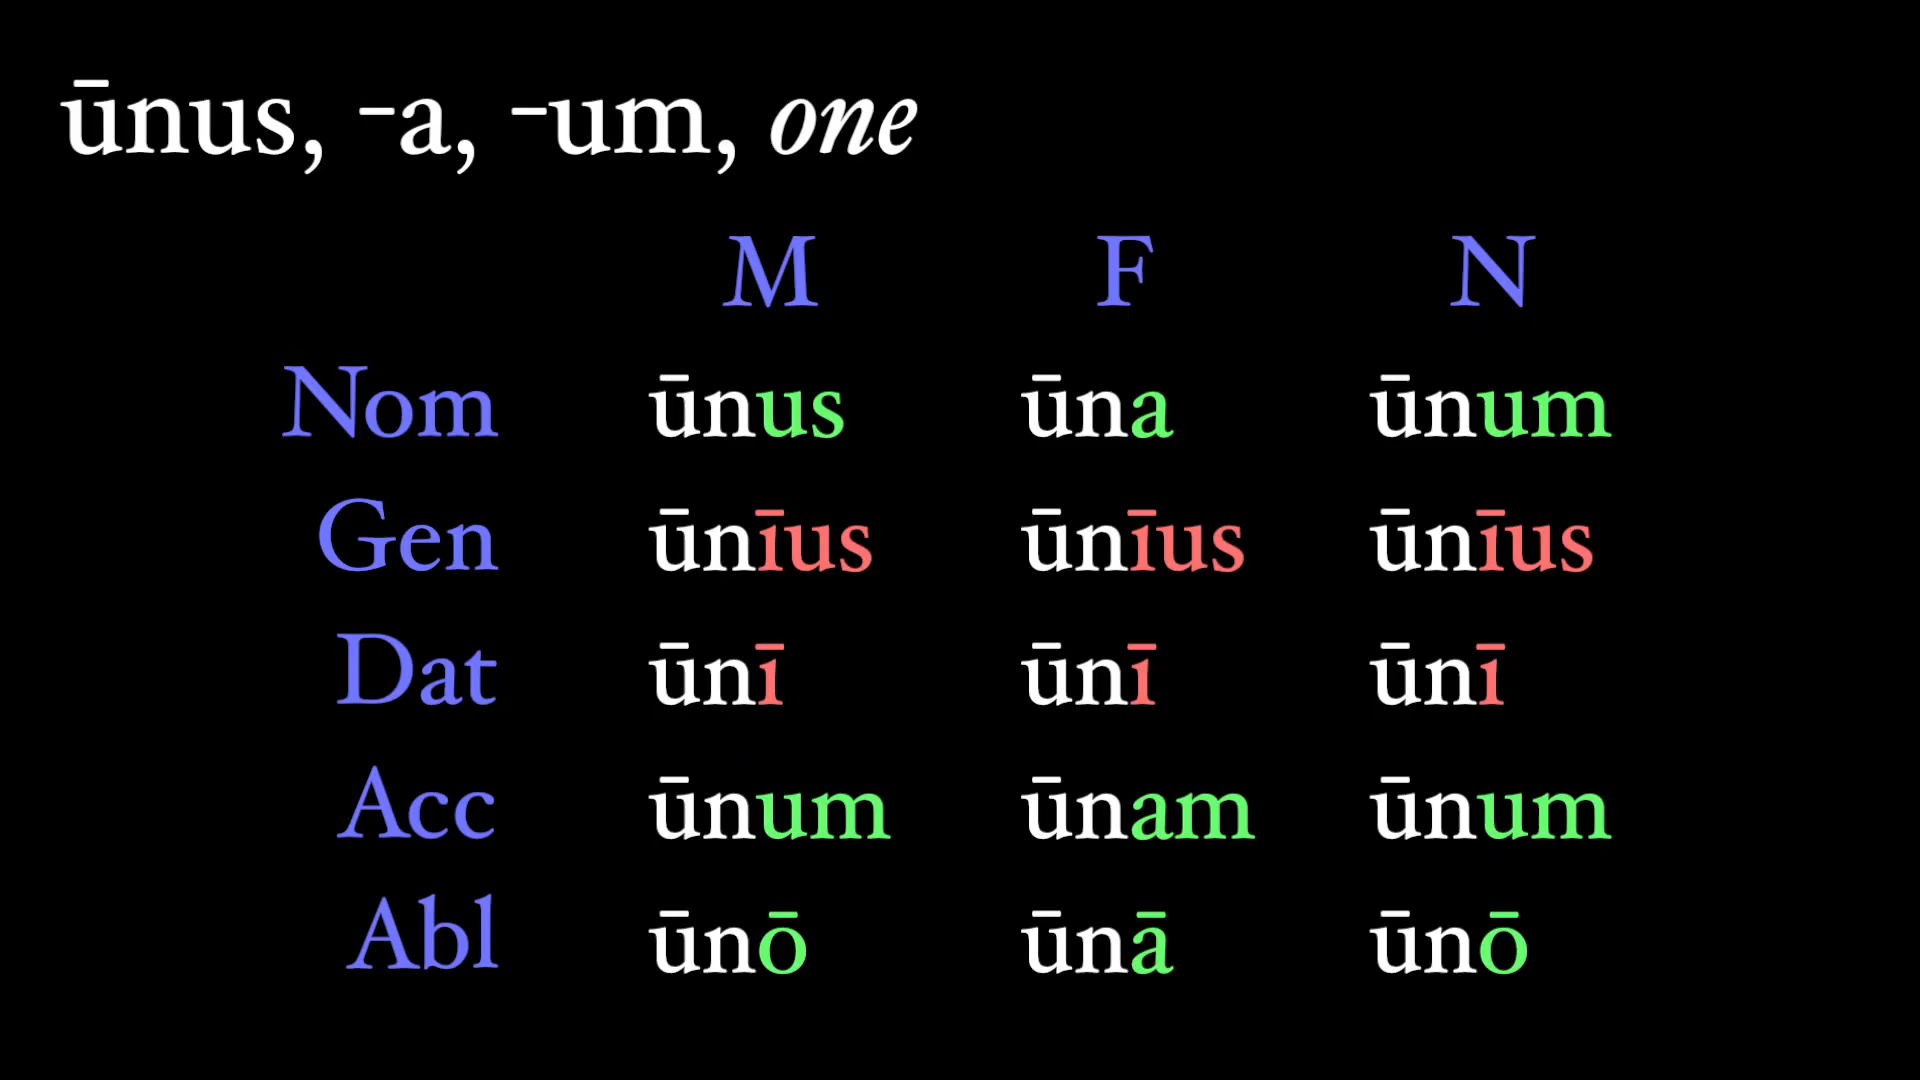 ūnus, -a, -um, one
M F N
Nom ūnus ūna ūnum
Gen ūnīus ūnīus ūnīus
Dat ūnī ūnī ūnī
Acc ūnum ūnam ūnum
Abl ūnō ūnā ūnō